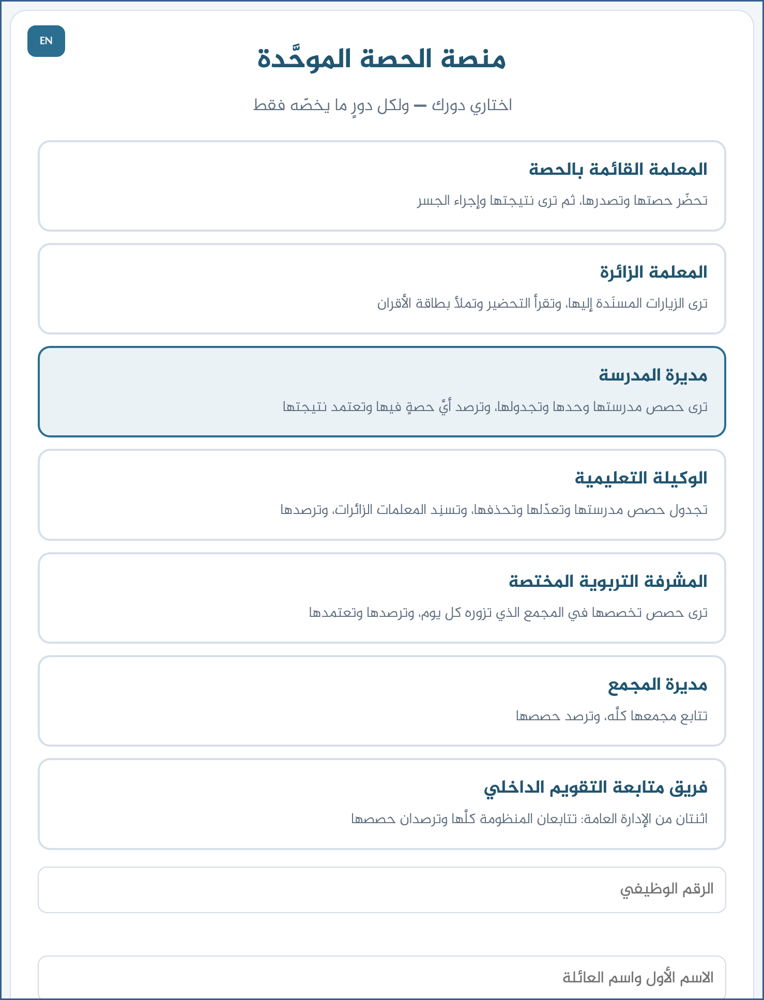 EN
منصة الحصة الموحَّدة
اختاري دورك — ولكل دورٍ ما يخصّه فقط
المعلمة القائمة بالحصة
تحضّر حصتها وتصدرها، ثم ترى نتيجتها وإجراء الجسر
المعلمة الزائرة
ترى الزيارات المسنَدة إليها، وتقرأ التحضير وتملأ بطاقة الأقران
مديرة المدرسة
ترى حصص مدرستها وحدها وتجدولها، وترصد أيَّ حصةٍ فيها وتعتمد نتيجتها
الوكيلة التعليمية
تجدول حصص مدرستها وتعدّلها وتحذفها، وتسنِد المعلمات الزائرات، وترصدها
المشرفة التربوية المختصة
ترى حصص تخصصها في المجمع الذي تزوره كل يوم، وترصدها وتعتمدها
مديرة المجمع
تتابع مجمعها كلَّه، وترصد حصصها
فريق متابعة التقويم الداخلي
اثنتان من الإدارة العامة: تتابعان المنظومة كلَّها وترصدان حصصها
الرقم الوظيفي
الاسم الأول واسم العائلة